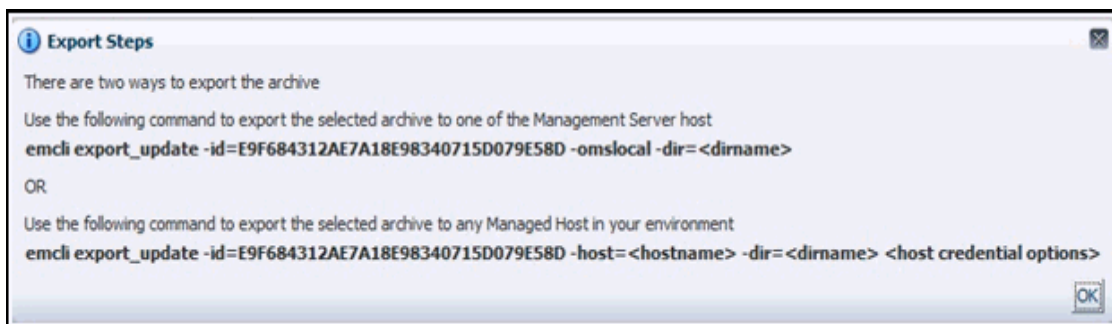 Export Steps
There are two ways to export the archive
Use the following command to export the selected archive to one of the Management Server host
emcli export_update -id=E9F684312AE7A18E98340715D079E58D -omslocal -dir=<dirname>
OR
Use the following command to export the selected archive to any Managed Host in your environment
emcli export_update -id=E9F684312AE7A18E98340715D079E58D -host=<hostname> -dir=<dirname> <host credential options>
OK